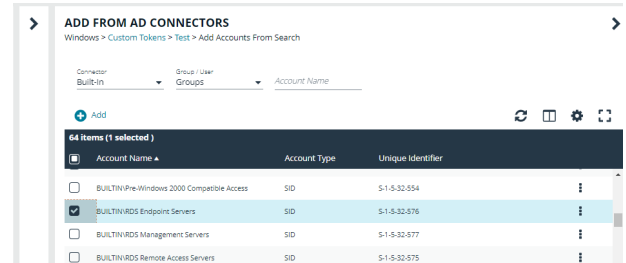 ADD FROM AD CONNECTORS
Windows > Custom Tokens > Test > Add Accounts From Search
Connector Group / User
Built-In Groups Account Name
Add
64 items (1 selected )
Account Name Account Type Unique Identifier
BUILTIN\Pre-Windows 2000 Compatible Access SID S-1-5-32-554
BUILTIN\RDS Endpoint Servers SID S-1-5-32-576
BUILTIN\RDS Management Servers SID S-1-5-32-577
BUILTIN\RDS Remote Access Servers SID S-1-5-32-575